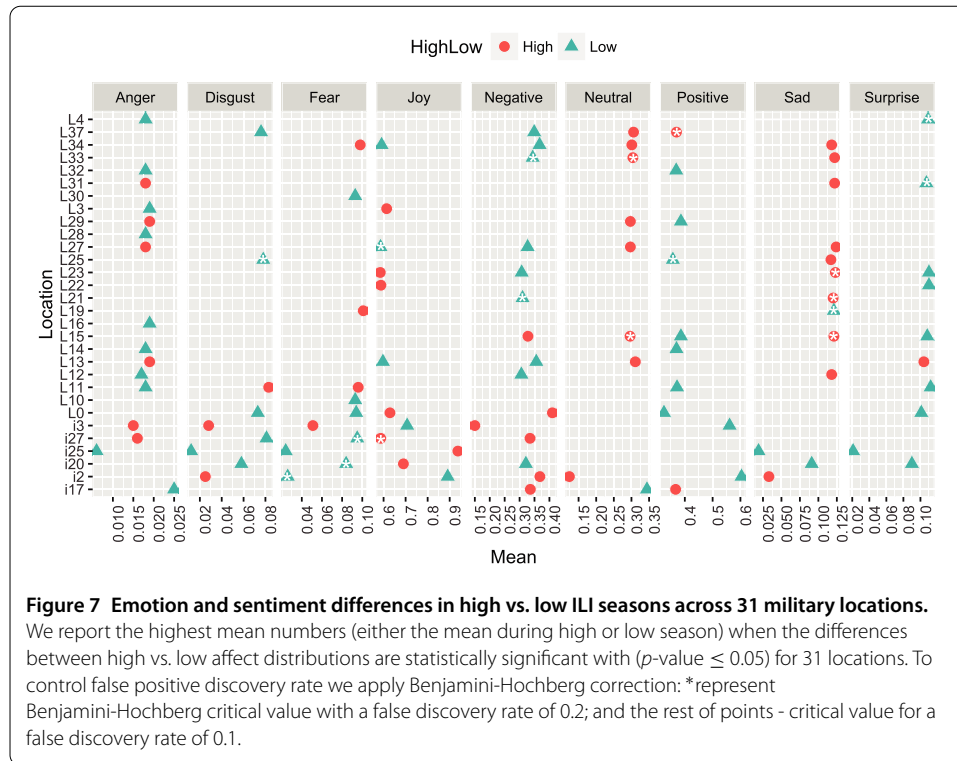 HighLow High Low
Anger Disgust Fear Joy Negative Neutral Positive Sad Surprise
Location
L4
L37
L34
L33
L32
L31
L30
L3
L29
L28
L27
L25
L23
L22
L21
L19
L16
L15
L14
L13
L12
L11
L10
L0
i3
i27
i25
i20
i2
i17
0.010 0.015 0.020 0.025 0.02 0.04 0.06 0.08 0.04 0.06 0.08 0.10 0.6 0.7 0.8 0.9 0.15 0.20 0.25 0.30 0.35 0.40 0.15 0.20 0.25 0.30 0.35 0.4 0.5 0.6 0.025 0.050 0.075 0.100 0.125 0.02 0.04 0.06 0.08 0.10
Mean
Figure 7 Emotion and sentiment differences in high vs. low ILI seasons across 31 military locations.
We report the highest mean numbers (either the mean during high or low season) when the differences
between high vs. low affect distributions are statistically significant with (p-value ≤ 0.05) for 31 locations. To
control false positive discovery rate we apply Benjamini-Hochberg correction: *represent
Benjamini-Hochberg critical value with a false discovery rate of 0.2; and the rest of points - critical value for a
false discovery rate of 0.1.